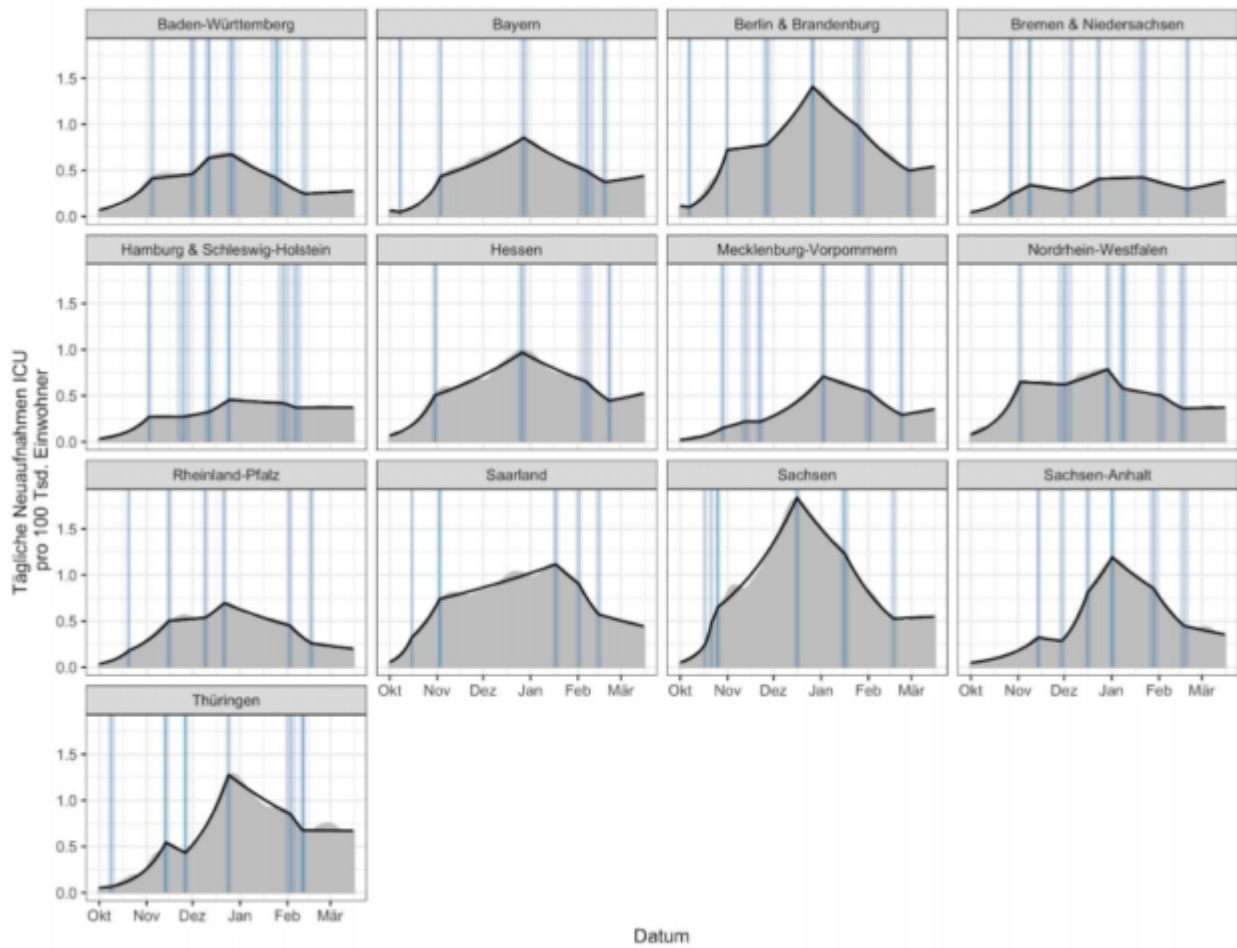 Baden-Württemberg
Bayern
Berlin & Brandenburg
Bremen & Niedersachsen
1.5
1.0
0.5
0.0
Hamburg & Schleswig-Holstein
Hessen
Mecklenburg-Vorpommern
Nordrhein-Westfalen
1.5
1.0
0.5
0.0
Tägliche Neuaufnahmen ICU
pro 100 Tsd. Einwohner
Rheinland-Pfalz
Saarland
Sachsen
Sachsen-Anhalt
1.5
1.0
0.5
0.0
Okt Nov Dez Jan Feb Mär
Okt Nov Dez Jan Feb Mär
Okt Nov Dez Jan Feb Mär
Thüringen
1.5
1.0
0.5
0.0
Okt Nov Dez Jan Feb Mär
Datum